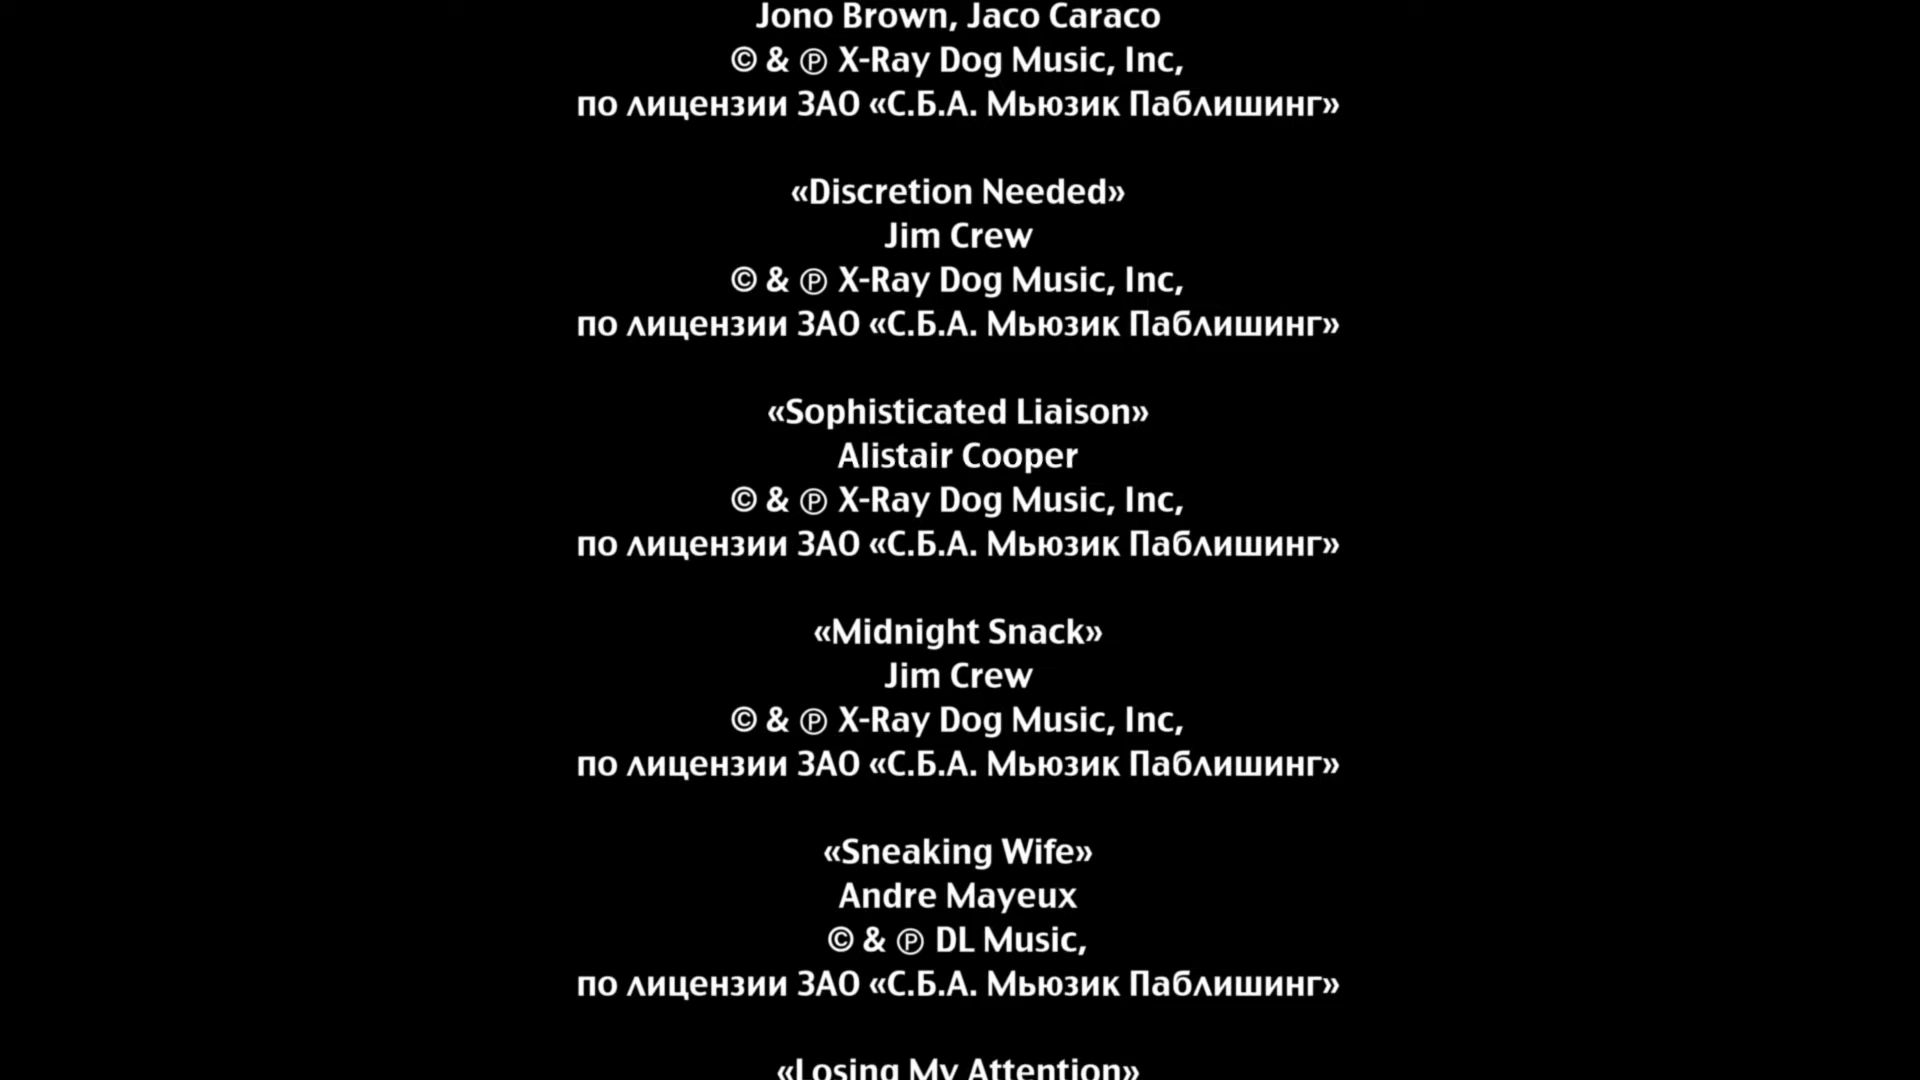 Jono Brown, Jaco Caraco
© & ℗ X-Ray Dog Music, Inc,
по лицензии ЗАО «С.Б.А. Мьюзик Паблишинг»
«Discretion Needed»
Jim Crew
© & ℗ X-Ray Dog Music, Inc,
по лицензии ЗАО «С.Б.А. Мьюзик Паблишинг»
«Sophisticated Liaison»
Alistair Cooper
© & ℗ X-Ray Dog Music, Inc,
по лицензии ЗАО «С.Б.А. Мьюзик Паблишинг»
«Midnight Snack»
Jim Crew
© & ℗ X-Ray Dog Music, Inc,
по лицензии ЗАО «С.Б.А. Мьюзик Паблишинг»
«Sneaking Wife»
Andre Mayeux
© & ℗ DL Music,
по лицензии ЗАО «С.Б.А. Мьюзик Паблишинг»
«Losing My Attention»